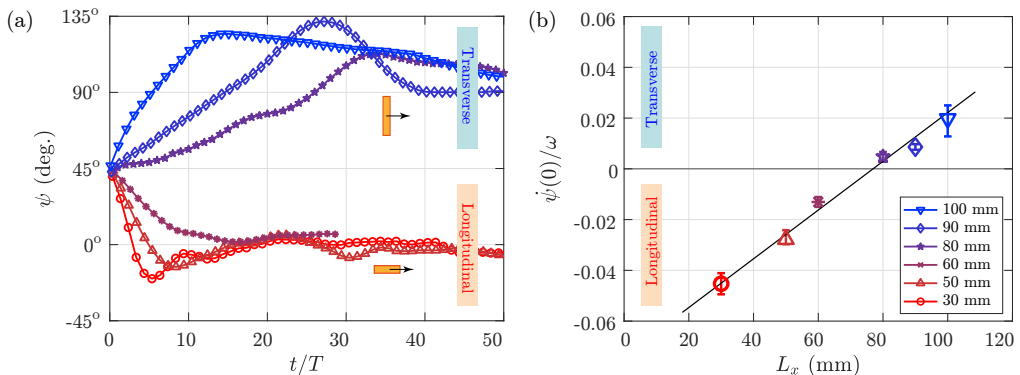 (a)
135°
90°
45°
0°
-45°
ψ (deg.)
0
10
20
30
40
50
t/T
Transverse
Longitudinal
(b)
0.06
0.04
0.02
0
-0.02
-0.04
-0.06
ψ̇(0)/ω
0
20
40
60
80
100
120
L_x (mm)
Transverse
Longitudinal
100 mm
90 mm
80 mm
60 mm
50 mm
30 mm